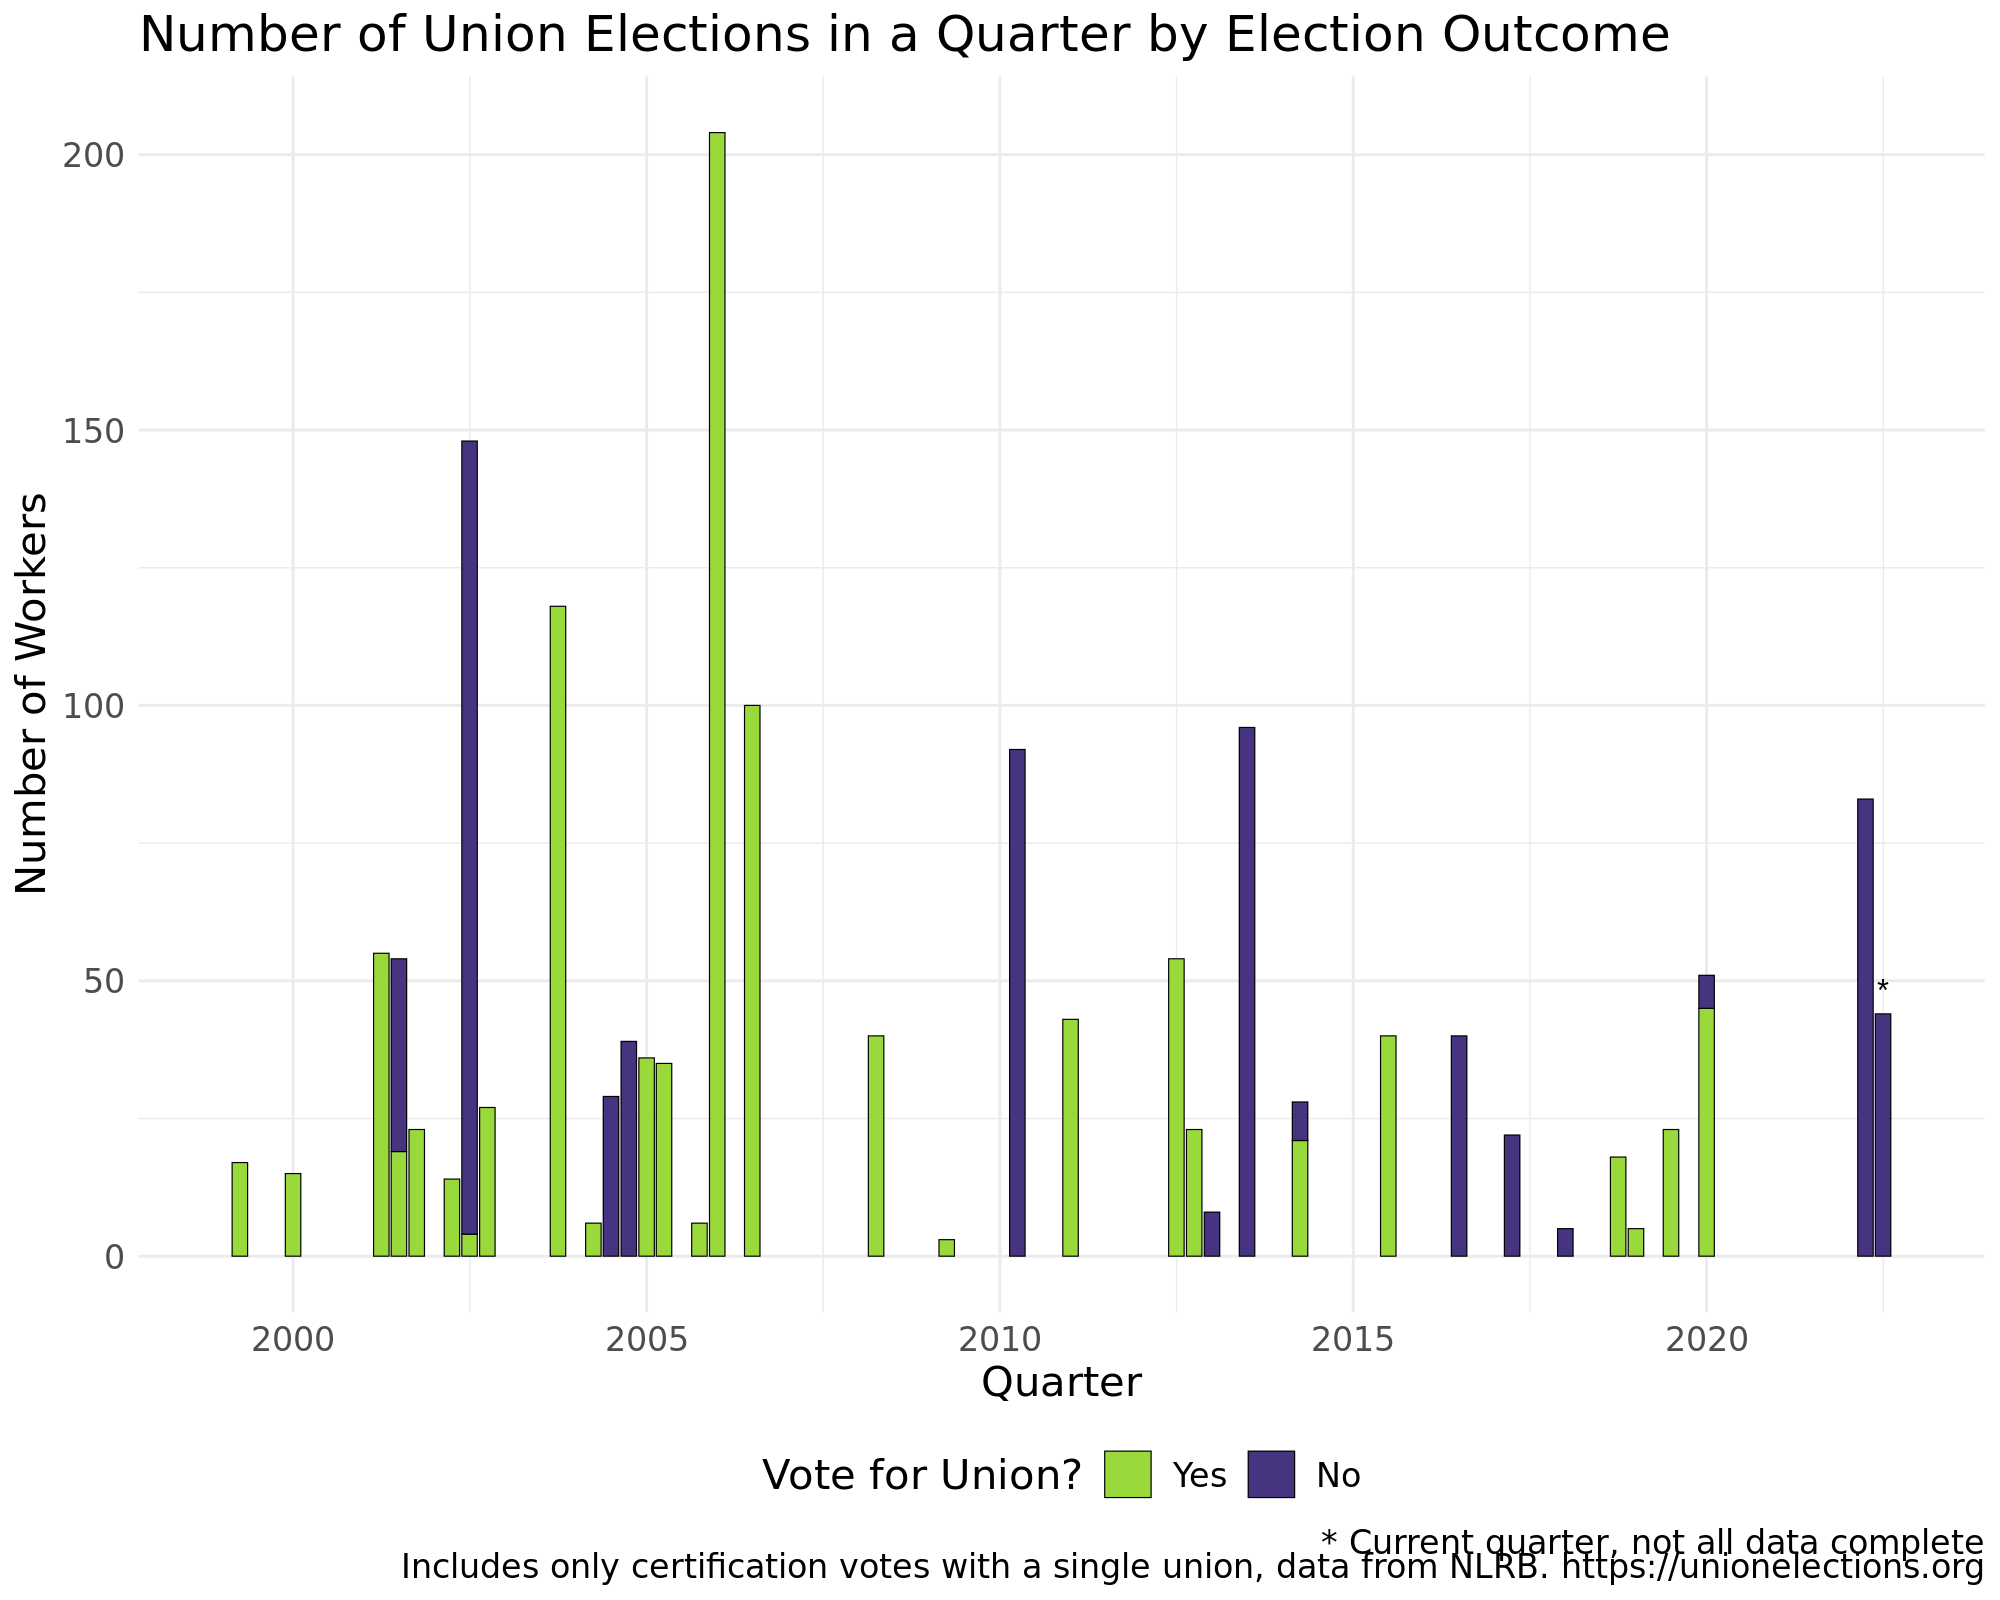 Number of Union Elections in a Quarter by Election Outcome
Number of Workers
200
150
100
50
0
*
2000 2005 2010 2015 2020
Quarter
Vote for Union? Yes No
* Current quarter, not all data complete
Includes only certification votes with a single union, data from NLRB. https://unionelections.org